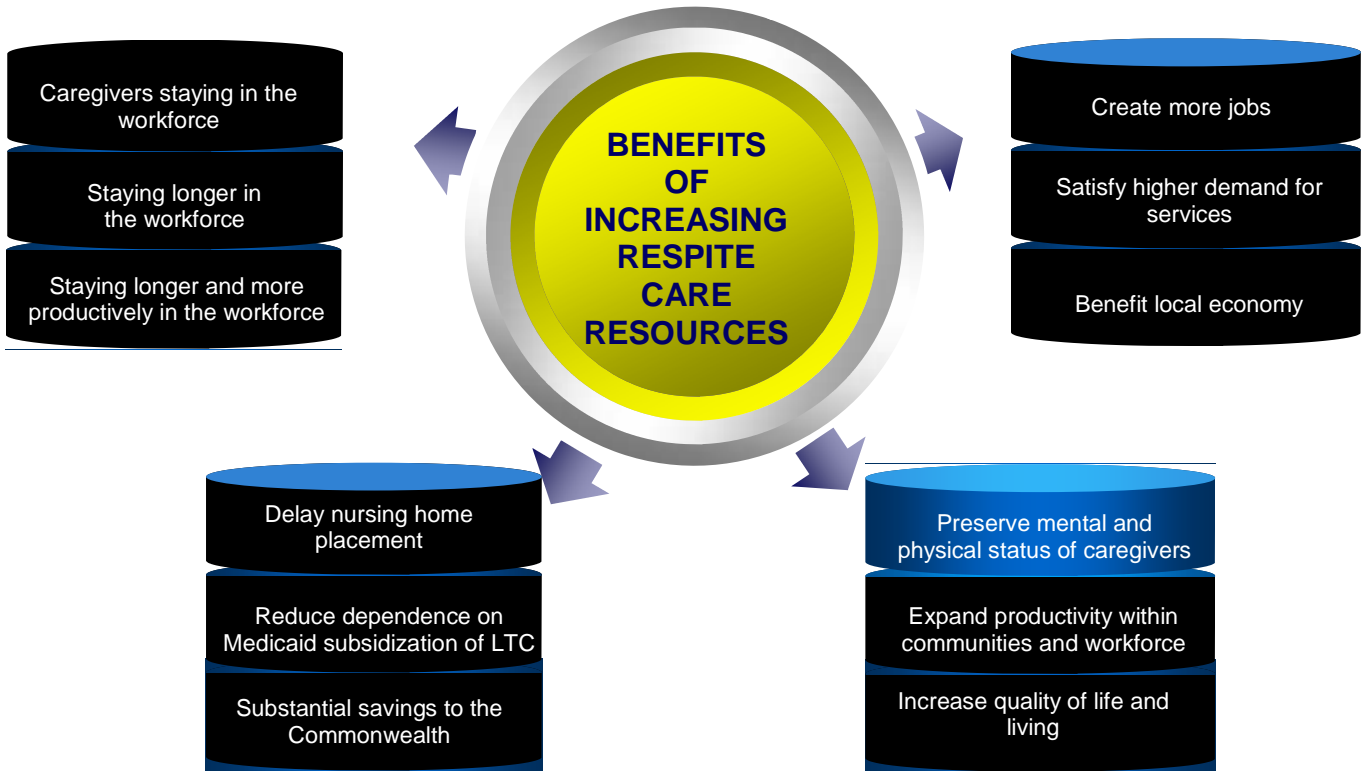 Caregivers staying in the
workforce
Staying longer in
the workforce
Staying longer and more
productively in the workforce
BENEFITS
OF
INCREASING
RESPITE
CARE
RESOURCES
Create more jobs
Satisfy higher demand for
services
Benefit local economy
Delay nursing home
placement
Reduce dependence on
Medicaid subsidization of LTC
Substantial savings to the
Commonwealth
Preserve mental and
physical status of caregivers
Expand productivity within
communities and workforce
Increase quality of life and
living